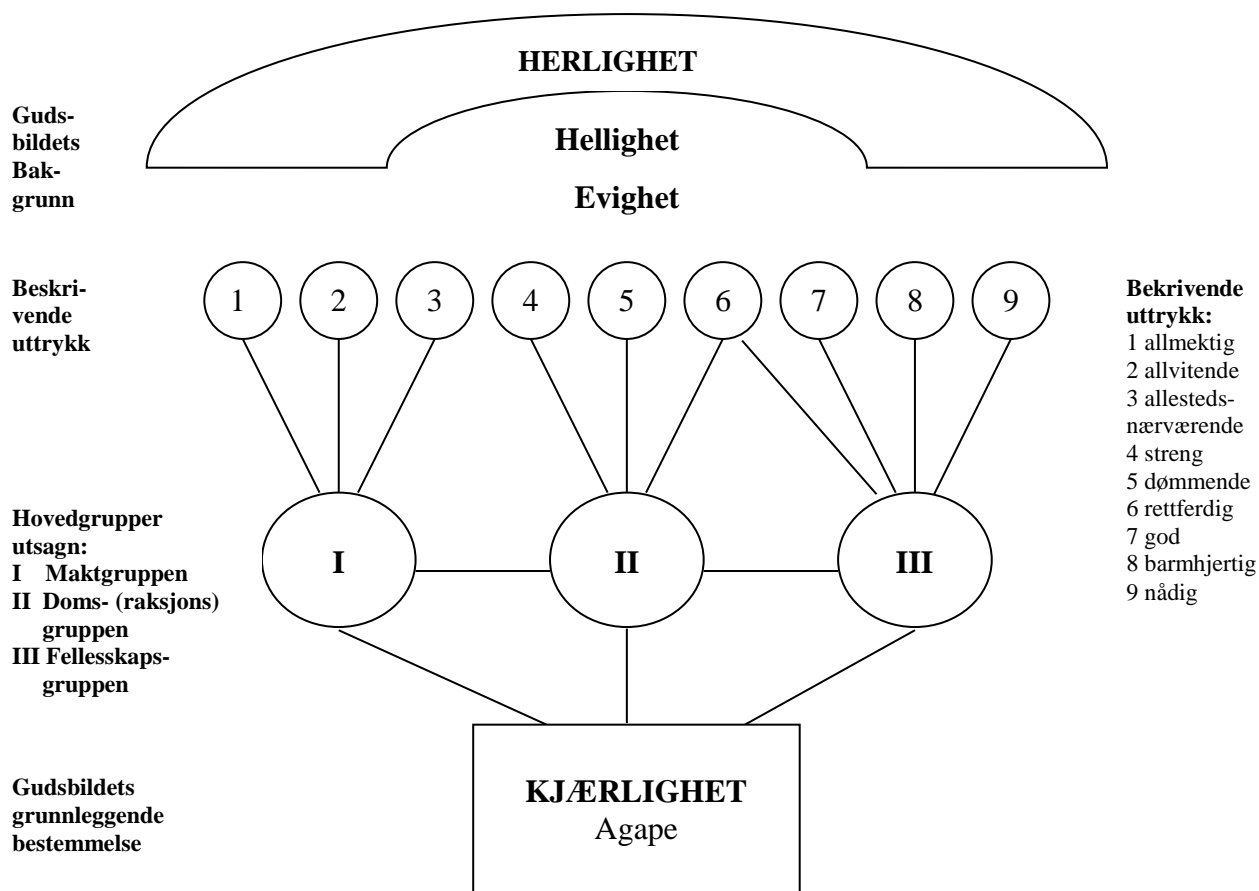 HERLIGHET
Guds-
bildets
Bak-
grunn
Hellighet
Evighet
Beskri-
vende
uttrykk
1 2 3 4 5 6 7 8 9
Bekrivende
uttrykk:
1 allmektig
2 allvitende
3 allesteds-
nærværende
4 streng
5 dømmende
6 rettferdig
7 god
8 barmhjertig
9 nådig
Hovedgrupper
utsagn:
I Maktgruppen
II Doms- (raksjons)
gruppen
III Fellesskaps-
gruppen
I II III
Gudsbildets
grunnleggende
bestemmelse
KJÆRLIGHET
Agape